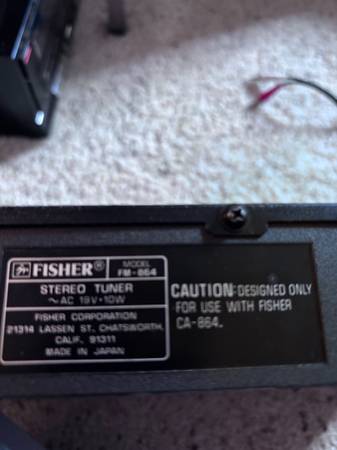 FISHER®
MODEL
FM-864
STEREO TUNER
~AC 19V·10W
FISHER CORPORATION
21314 LASSEN ST. CHATSWORTH,
CALIF. 91311
MADE IN JAPAN
CAUTION: DESIGNED ONLY
FOR USE WITH FISHER
CA-864.